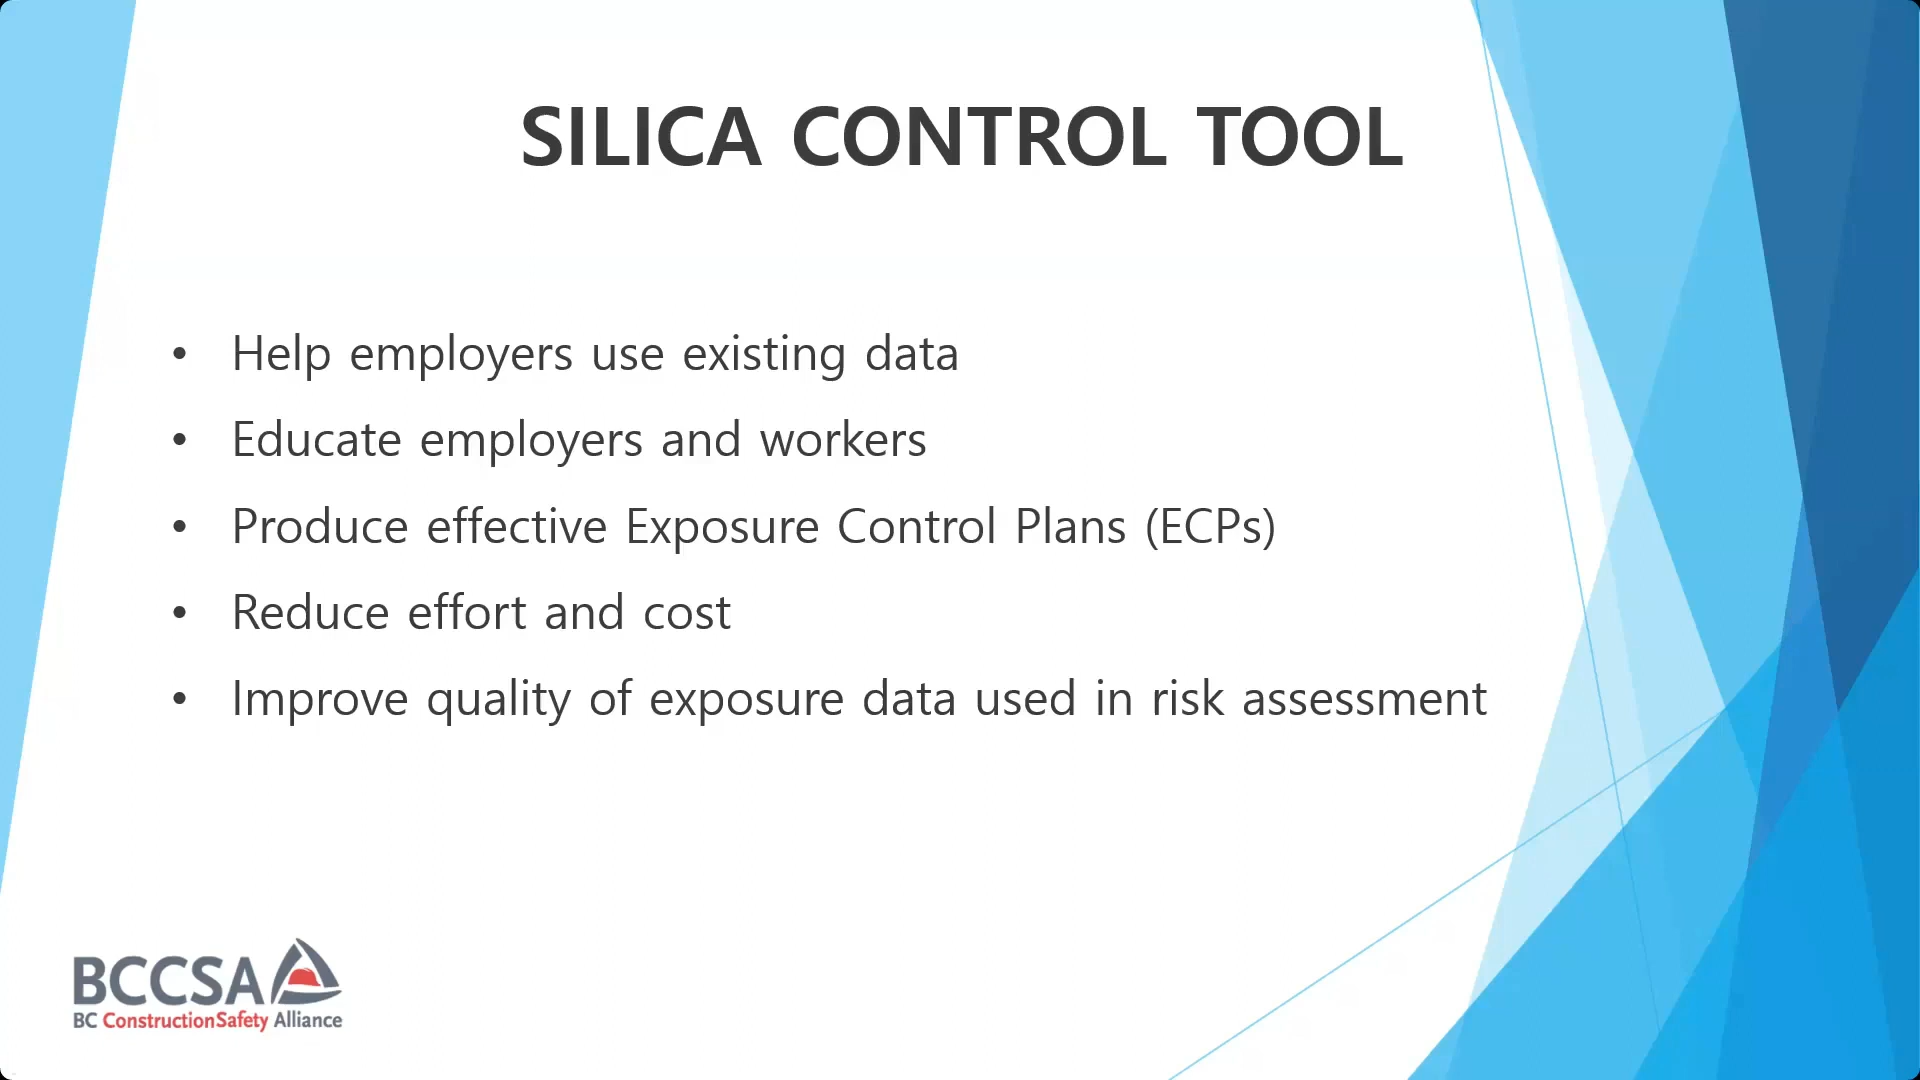 SILICA CONTROL TOOL
• Help employers use existing data
• Educate employers and workers
• Produce effective Exposure Control Plans (ECPs)
• Reduce effort and cost
• Improve quality of exposure data used in risk assessment
BCCSA
BC ConstructionSafety Alliance